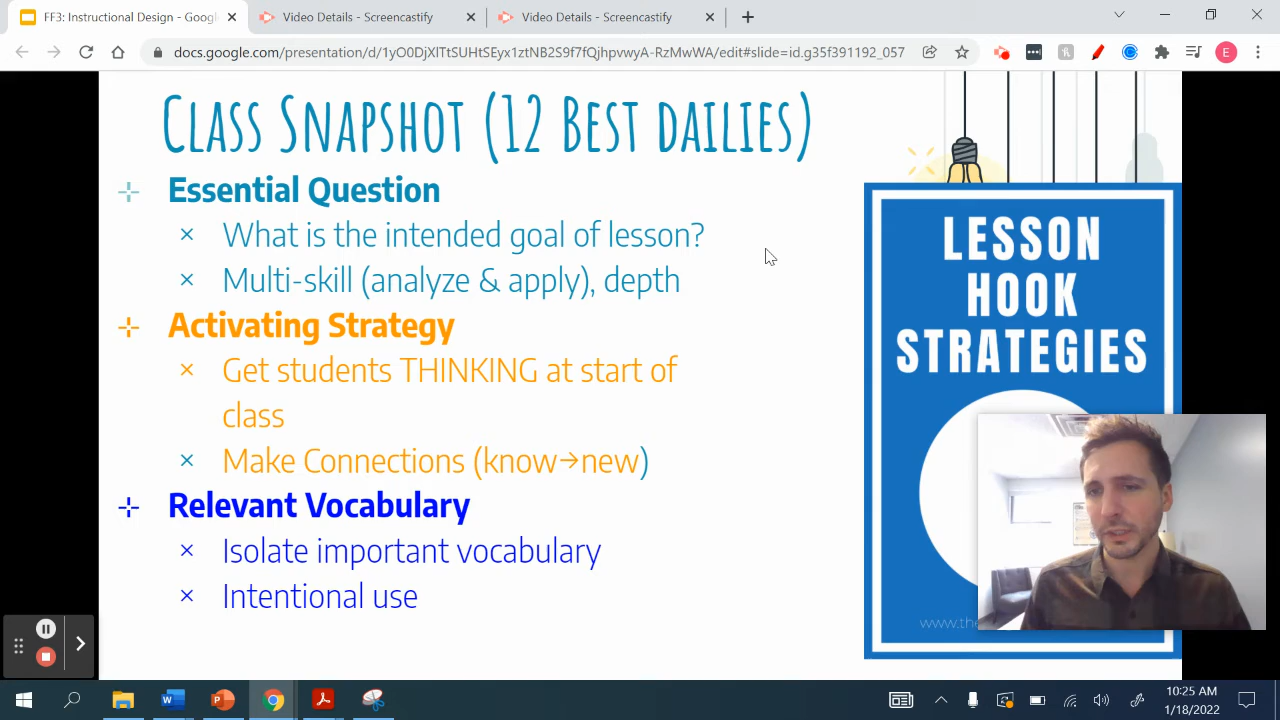 FF3: Instructional Design - Googl
Video Details - Screencastify
Video Details - Screencastify
docs.google.com/presentation/d/1yO0DjXITtSUHtSEyx1ztNB2S9f7fQjhpvwyA-RzMwWA/edit#slide=id.g35f391192_057
E
Class Snapshot (12 Best dailies)
Essential Question
What is the intended goal of lesson?
Multi-skill (analyze & apply), depth
Activating Strategy
Get students THINKING at start of
class
Make Connections (know→new)
Relevant Vocabulary
Isolate important vocabulary
Intentional use
LESSON
HOOK
STRATEGIES
www.the
10:25 AM
1/18/2022